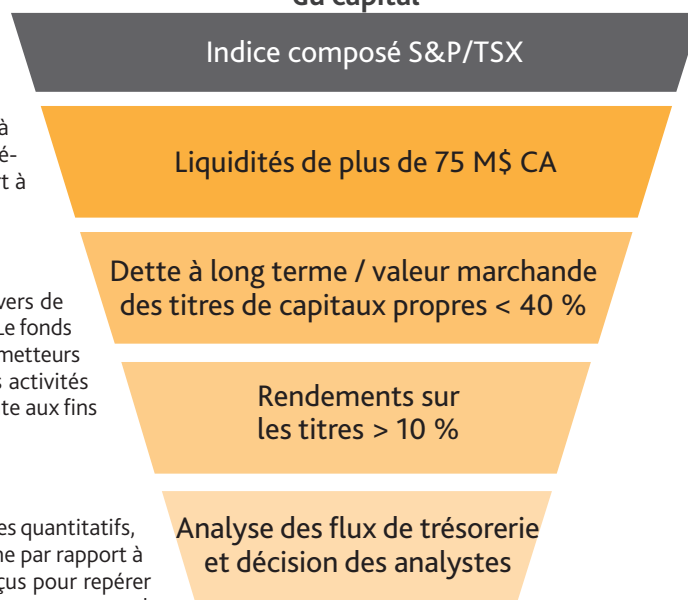 du capital
Indice composé S&P/TSX
à
é-
t à
Liquidités de plus de 75 M$ CA
Dette à long terme / valeur marchande
des titres de capitaux propres < 40 %
vers de
Le fonds
metteurs
s activités
te aux fins
Rendements sur
les titres > 10 %
es quantitatifs,
ne par rapport à
çus pour repérer
Analyse des flux de trésorerie
et décision des analystes